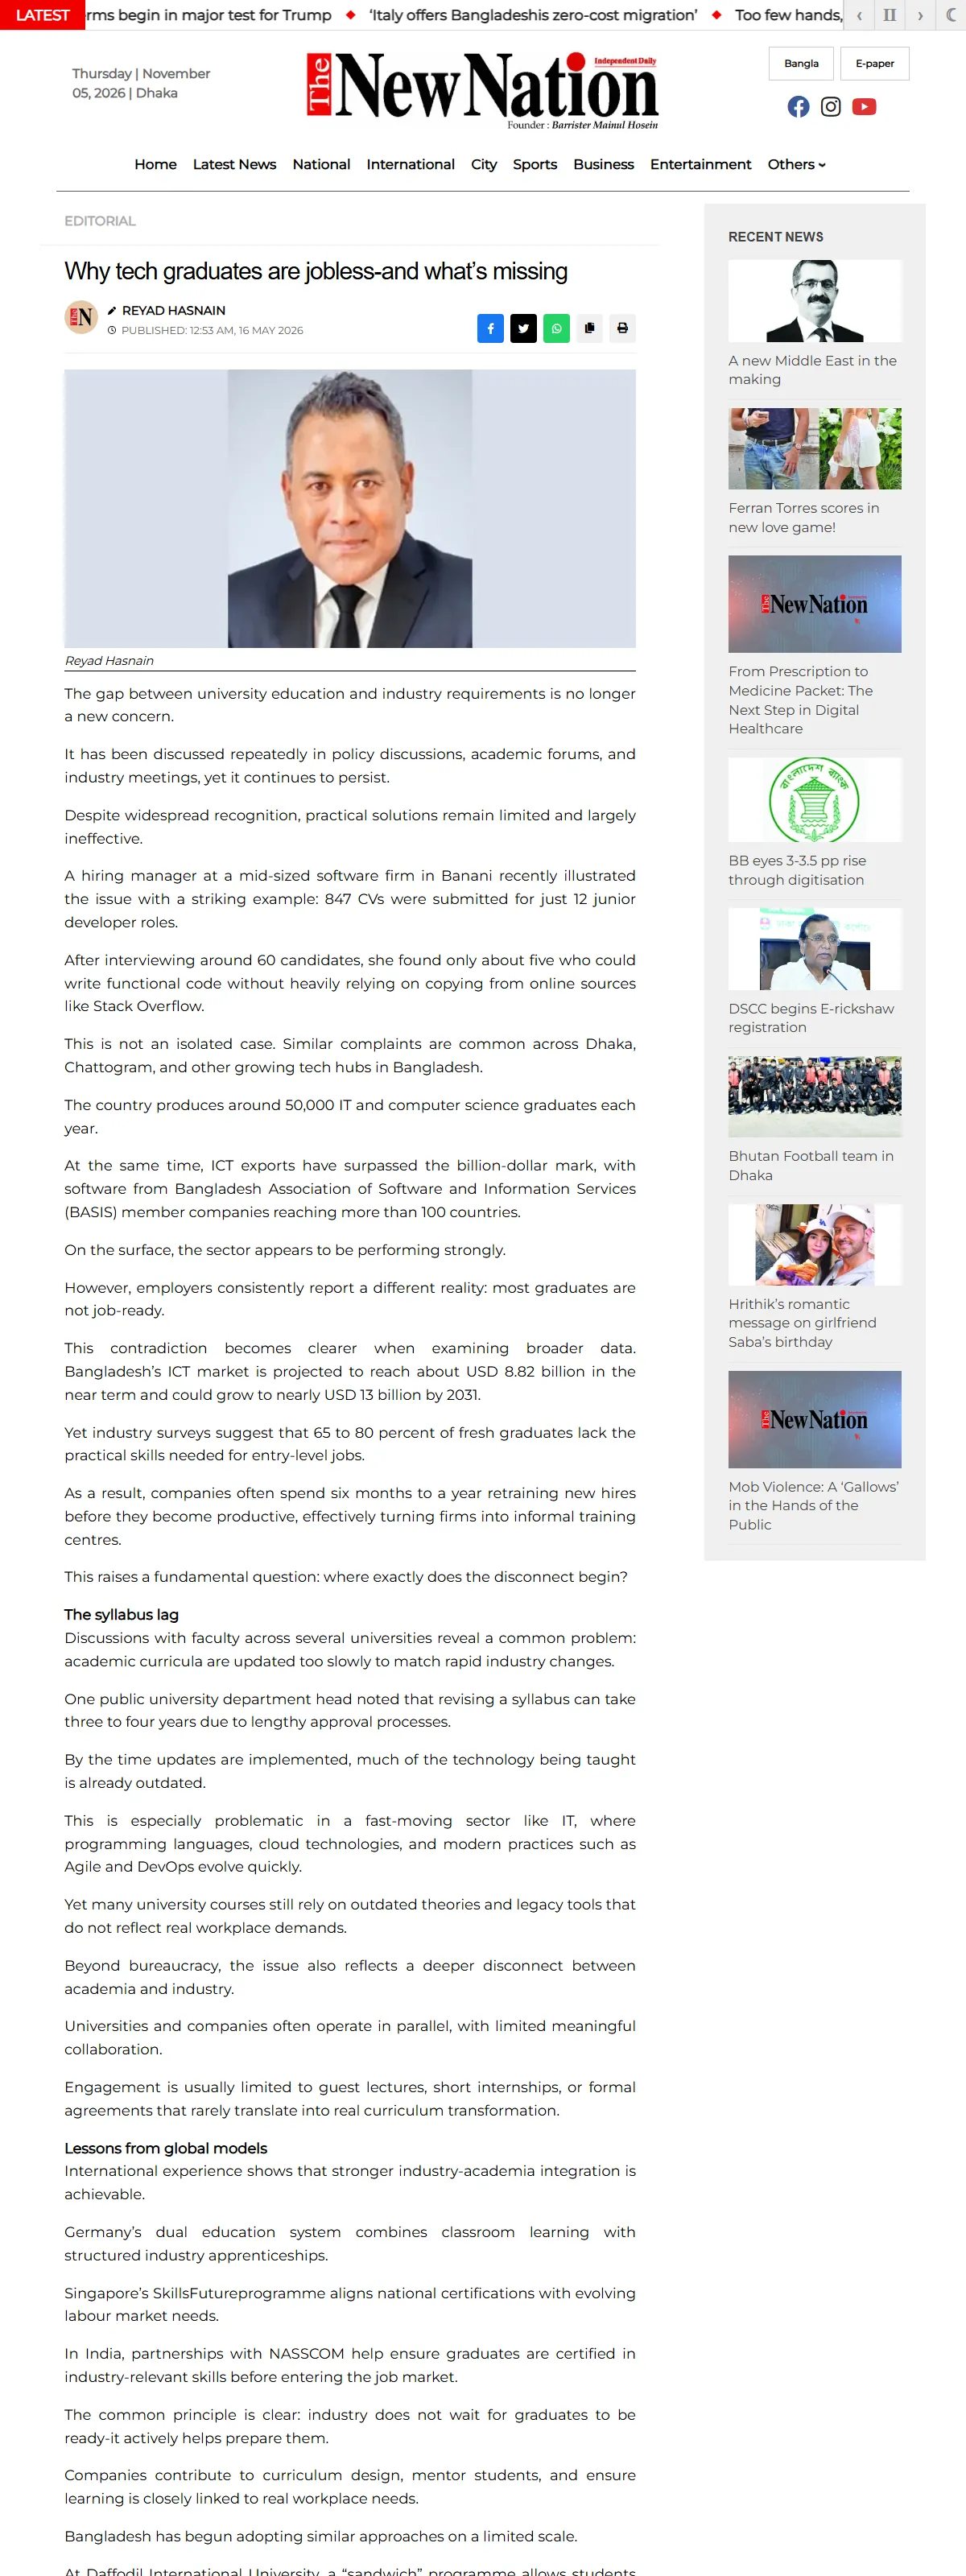 LATEST
rms begin in major test for Trump ◆ ‘Italy offers Bangladeshis zero-cost migration’ ◆ Too few hands,
Thursday | November
05, 2026 | Dhaka
The New Nation
Independent Daily
Founder : Barrister Mainul Hosein
Bangla
E-paper
Home Latest News National International City Sports Business Entertainment Others
EDITORIAL
Why tech graduates are jobless-and what’s missing
REYAD HASNAIN
PUBLISHED: 12:53 AM, 16 MAY 2026
Reyad Hasnain
The gap between university education and industry requirements is no longer
a new concern.
It has been discussed repeatedly in policy discussions, academic forums, and
industry meetings, yet it continues to persist.
Despite widespread recognition, practical solutions remain limited and largely
ineffective.
A hiring manager at a mid-sized software firm in Banani recently illustrated
the issue with a striking example: 847 CVs were submitted for just 12 junior
developer roles.
After interviewing around 60 candidates, she found only about five who could
write functional code without heavily relying on copying from online sources
like Stack Overflow.
This is not an isolated case. Similar complaints are common across Dhaka,
Chattogram, and other growing tech hubs in Bangladesh.
The country produces around 50,000 IT and computer science graduates each
year.
At the same time, ICT exports have surpassed the billion-dollar mark, with
software from Bangladesh Association of Software and Information Services
(BASIS) member companies reaching more than 100 countries.
On the surface, the sector appears to be performing strongly.
However, employers consistently report a different reality: most graduates are
not job-ready.
This contradiction becomes clearer when examining broader data.
Bangladesh’s ICT market is projected to reach about USD 8.82 billion in the
near term and could grow to nearly USD 13 billion by 2031.
Yet industry surveys suggest that 65 to 80 percent of fresh graduates lack the
practical skills needed for entry-level jobs.
As a result, companies often spend six months to a year retraining new hires
before they become productive, effectively turning firms into informal training
centres.
This raises a fundamental question: where exactly does the disconnect begin?
The syllabus lag
Discussions with faculty across several universities reveal a common problem:
academic curricula are updated too slowly to match rapid industry changes.
One public university department head noted that revising a syllabus can take
three to four years due to lengthy approval processes.
By the time updates are implemented, much of the technology being taught
is already outdated.
This is especially problematic in a fast-moving sector like IT, where
programming languages, cloud technologies, and modern practices such as
Agile and DevOps evolve quickly.
Yet many university courses still rely on outdated theories and legacy tools that
do not reflect real workplace demands.
Beyond bureaucracy, the issue also reflects a deeper disconnect between
academia and industry.
Universities and companies often operate in parallel, with limited meaningful
collaboration.
Engagement is usually limited to guest lectures, short internships, or formal
agreements that rarely translate into real curriculum transformation.
Lessons from global models
International experience shows that stronger industry-academia integration is
achievable.
Germany’s dual education system combines classroom learning with
structured industry apprenticeships.
Singapore’s SkillsFutureprogramme aligns national certifications with evolving
labour market needs.
In India, partnerships with NASSCOM help ensure graduates are certified in
industry-relevant skills before entering the job market.
The common principle is clear: industry does not wait for graduates to be
ready-it actively helps prepare them.
Companies contribute to curriculum design, mentor students, and ensure
learning is closely linked to real workplace needs.
Bangladesh has begun adopting similar approaches on a limited scale.
At Daffodil International University, a “sandwich” programme allows students
RECENT NEWS
A new Middle East in the
making
Ferran Torres scores in
new love game!
The New Nation
From Prescription to
Medicine Packet: The
Next Step in Digital
Healthcare
বাংলাদেশ ব্যাংক
BB eyes 3-3.5 pp rise
through digitisation
DSCC begins E-rickshaw
registration
Bhutan Football team in
Dhaka
Hrithik’s romantic
message on girlfriend
Saba’s birthday
The New Nation
Mob Violence: A ‘Gallows’
in the Hands of the
Public